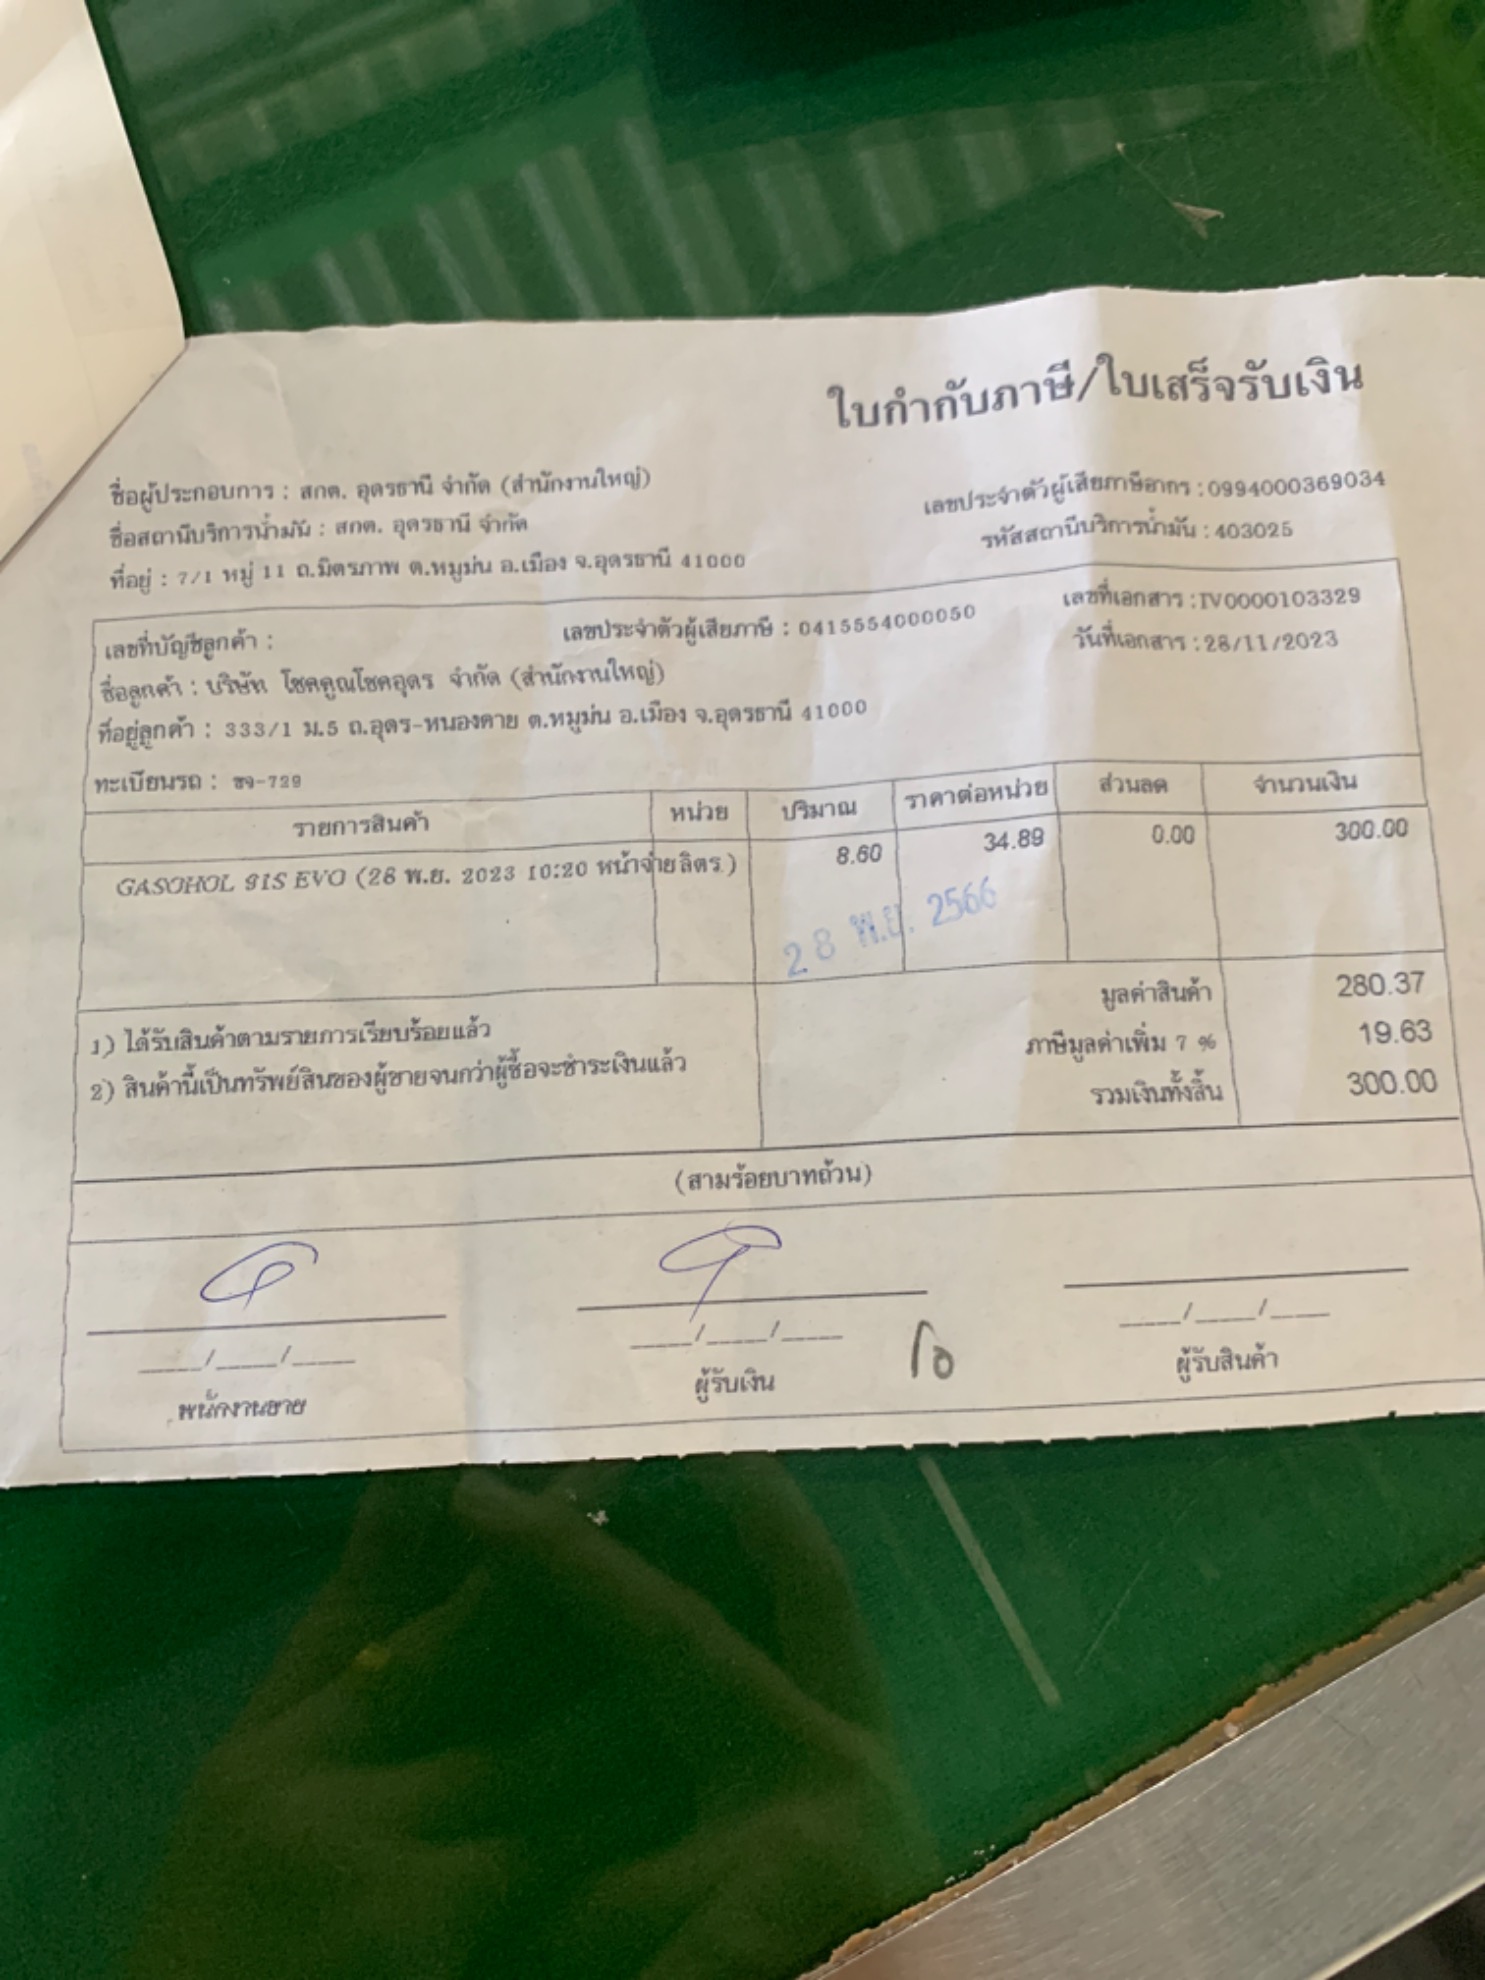 ใบกำกับภาษี/ใบเสร็จรับเงิน
ชื่อผู้ประกอบการ : สกต. อุดรธานี จำกัด (สำนักงานใหญ่)
เลขประจำตัวผู้เสียภาษีอากร : 0994000369034
ชื่อสถานีบริการน้ำมัน : สกต. อุดรธานี จำกัด
รหัสสถานีบริการน้ำมัน : 403025
ที่อยู่ : 7/1 หมู่ 11 ถ.มิตรภาพ ต.หมูม่น อ.เมือง จ.อุดรธานี 41000
เลขที่บัญชีลูกค้า : เลขประจำตัวผู้เสียภาษี : 0415554000050 เลขที่เอกสาร : IV0000103329
ชื่อลูกค้า : บริษัท โชคคูณโชคอุดร จำกัด (สำนักงานใหญ่) วันที่เอกสาร : 28/11/2023
ที่อยู่ลูกค้า : 333/1 ม.5 ถ.อุดร-หนองคาย ต.หมูม่น อ.เมือง จ.อุดรธานี 41000
ทะเบียนรถ : ขจ-729
รายการสินค้า หน่วย ปริมาณ ราคาต่อหน่วย ส่วนลด จำนวนเงิน
GASOHOL 91S EVO (28 พ.ย. 2023 10:20 หน้าจ่าย ลิตร ) 8.60 34.89 0.00 300.00
28 พ.ย. 2566
มูลค่าสินค้า 280.37
1) ได้รับสินค้าตามรายการเรียบร้อยแล้ว ภาษีมูลค่าเพิ่ม 7 % 19.63
2) สินค้านี้เป็นทรัพย์สินของผู้ขายจนกว่าผู้ซื้อจะชำระเงินแล้ว รวมเงินทั้งสิ้น 300.00
(สามร้อยบาทถ้วน)
____/____/____ ____/____/____ ____/____/____
พนักงานขาย ผู้รับเงิน ผู้รับสินค้า